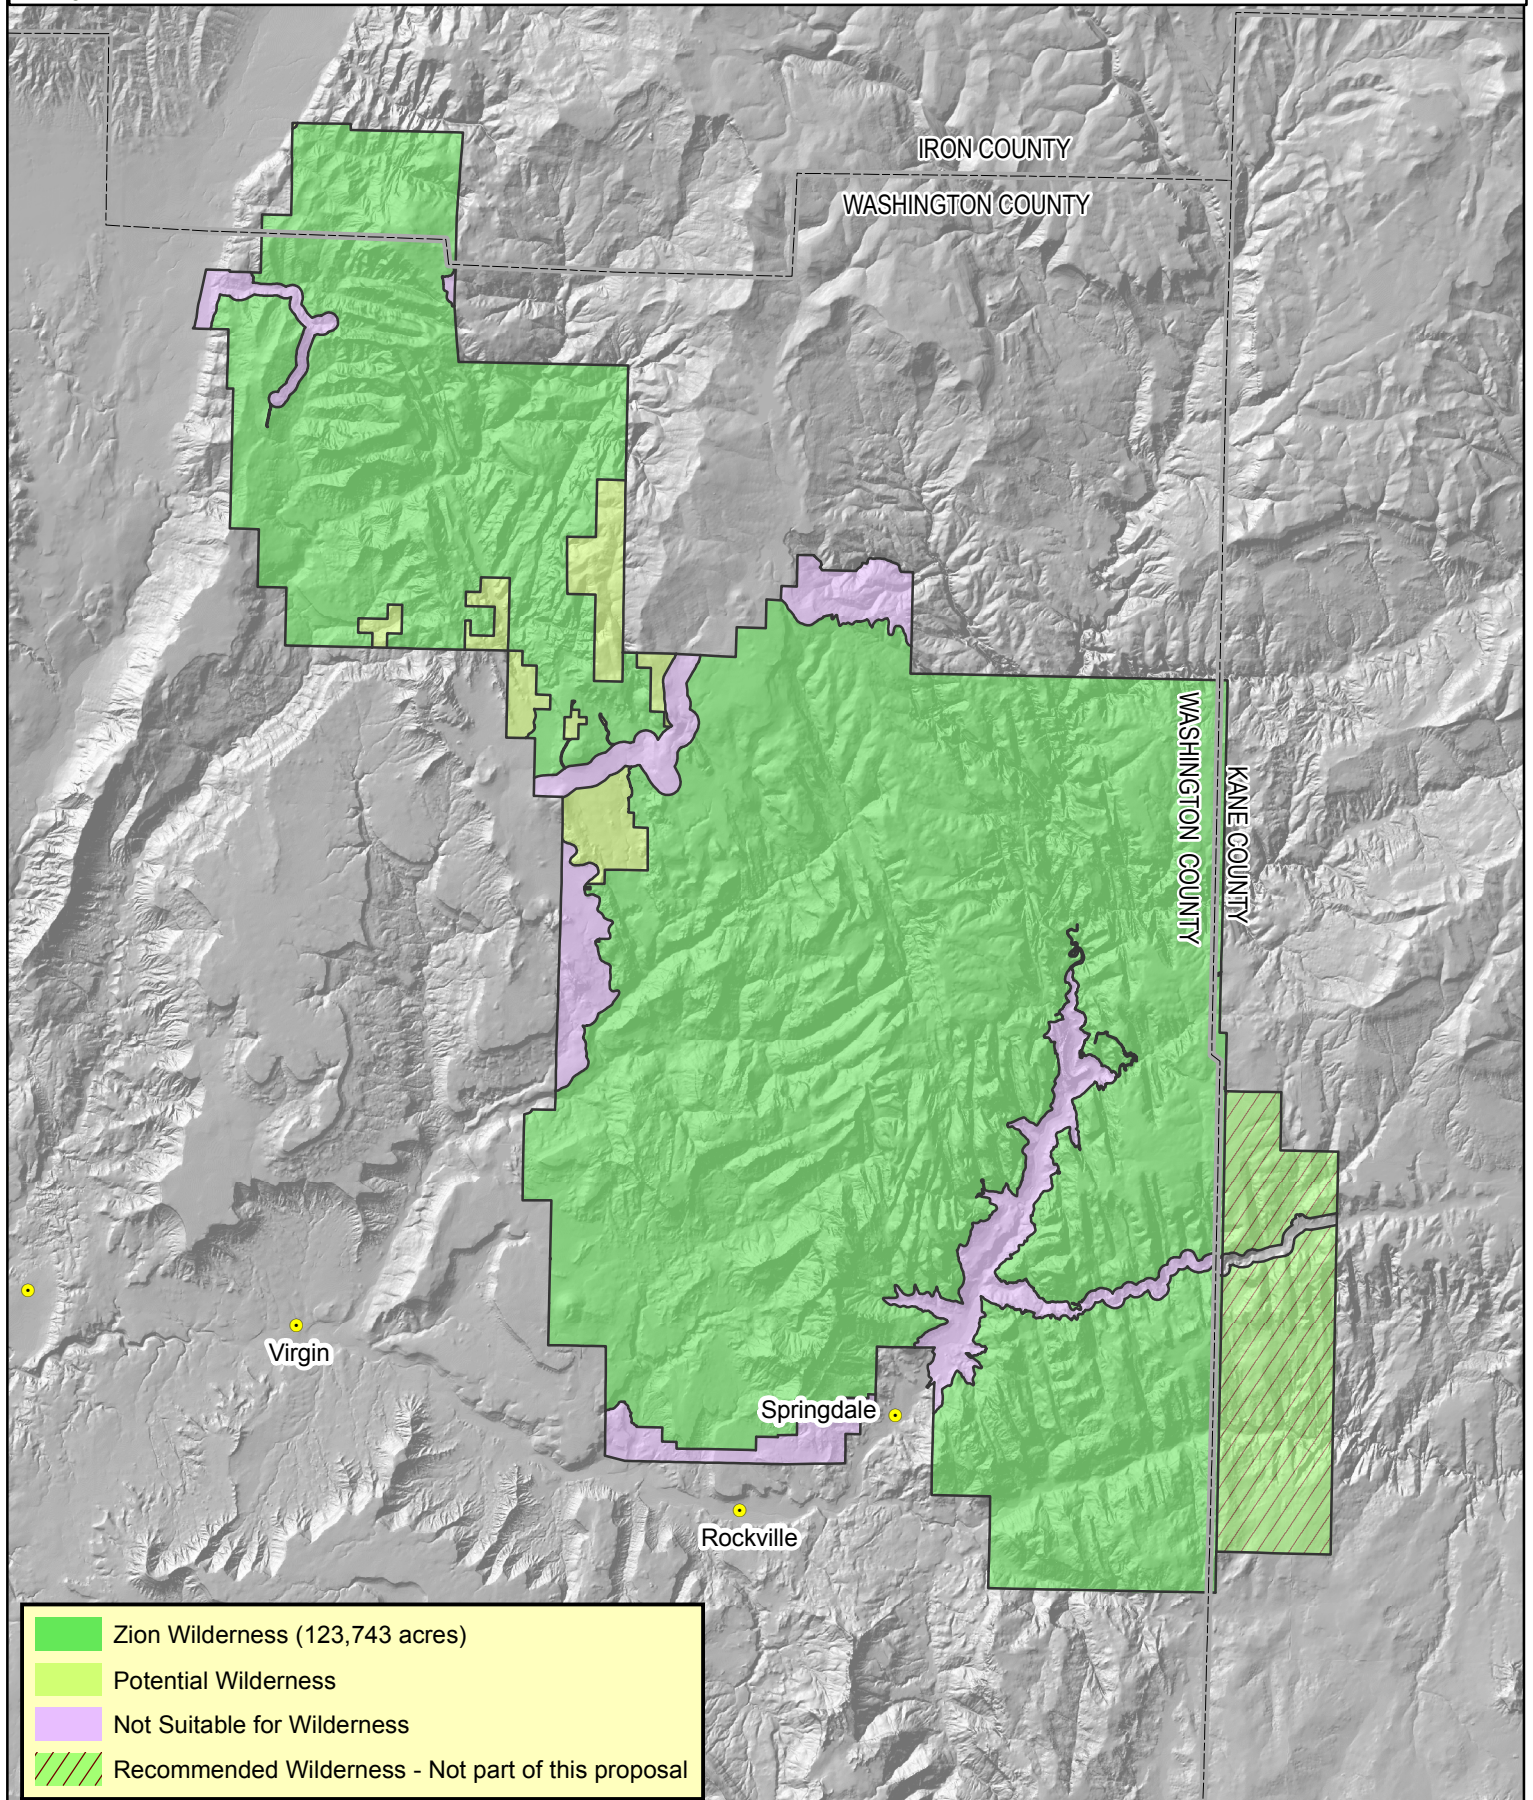 IRON COUNTY
WASHINGTON COUNTY
WASHINGTON COUNTY
KANE COUNTY
Virgin
Springdale
Rockville
Zion Wilderness (123,743 acres)
Potential Wilderness
Not Suitable for Wilderness
Recommended Wilderness - Not part of this proposal